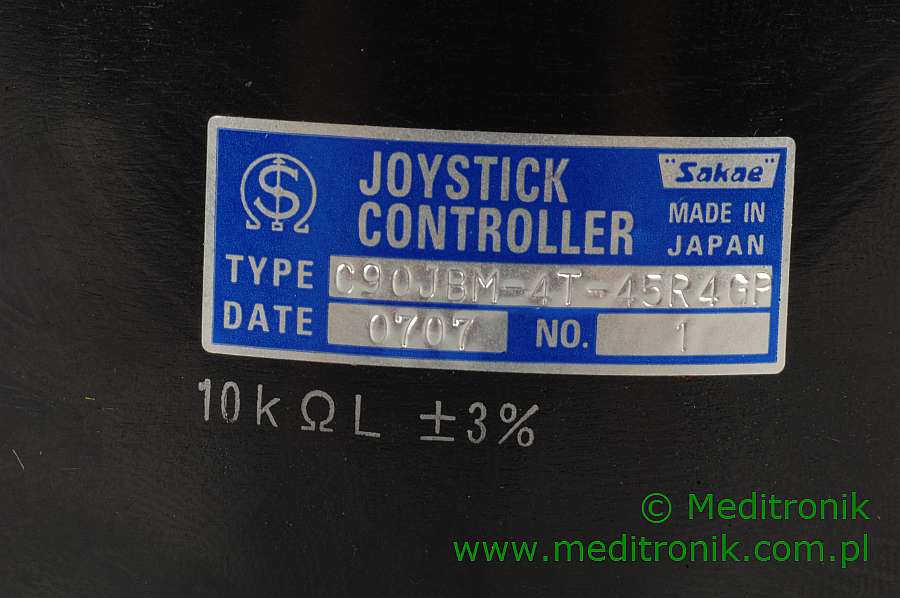 JOYSTICK
CONTROLLER
"Sakae"
MADE IN
JAPAN
TYPE C90JBM-4T-45R4GP
DATE 0707 NO. 1
10kΩL ±3%
© Meditronik
www.meditronik.com.pl